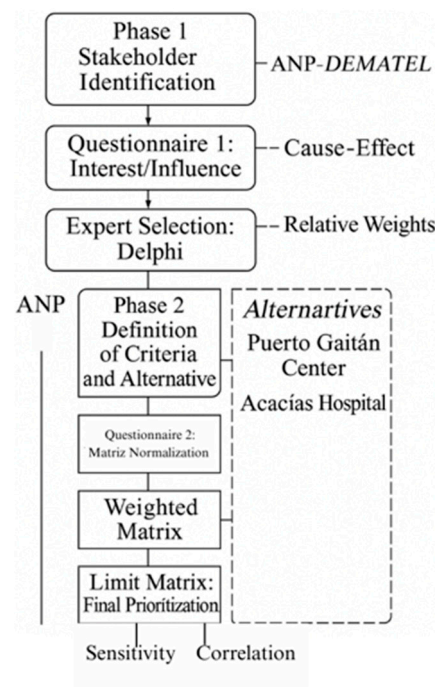 Phase 1
Stakeholder
Identification
ANP-DEMATEL
Questionnaire 1:
Interest/Influence
Cause-Effect
Expert Selection:
Delphi
Relative Weights
ANP
Phase 2
Definition
of Criteria
and Alternative
Alternartives
Puerto Gaitán
Center
Acacías Hospital
Questionnaire 2:
Matriz Normalization
Weighted
Matrix
Limit Matrix:
Final Prioritization
Sensitivity
Correlation